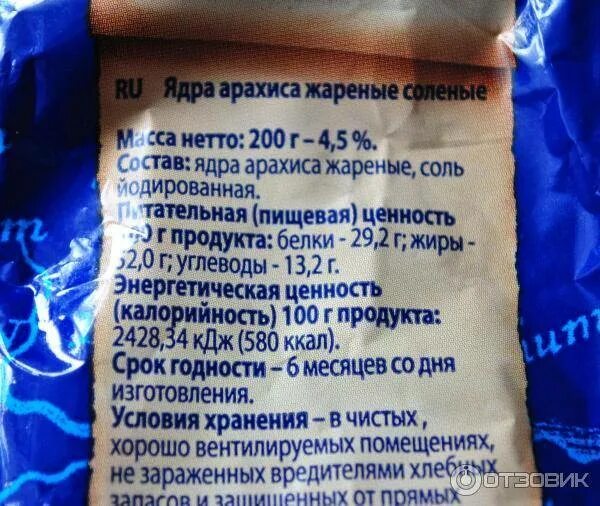 RU Ядра арахиса жареные соленые
Масса нетто: 200 г – 4,5 %.
Состав: ядра арахиса жареные, соль
йодированная.
Питательная (пищевая) ценность
г продукта: белки - 29,2 г; жиры -
52,0 г; углеводы - 13,2 г.
Энергетическая ценность
(калорийность) 100 г продукта:
2428,34 кДж (580 ккал).
Срок годности – 6 месяцев со дня
изготовления.
Условия хранения – в чистых ,
хорошо вентилируемых помещениях,
не зараженных вредителями хлебных
запасов и защищенных от прямых
ОТЗОВИК